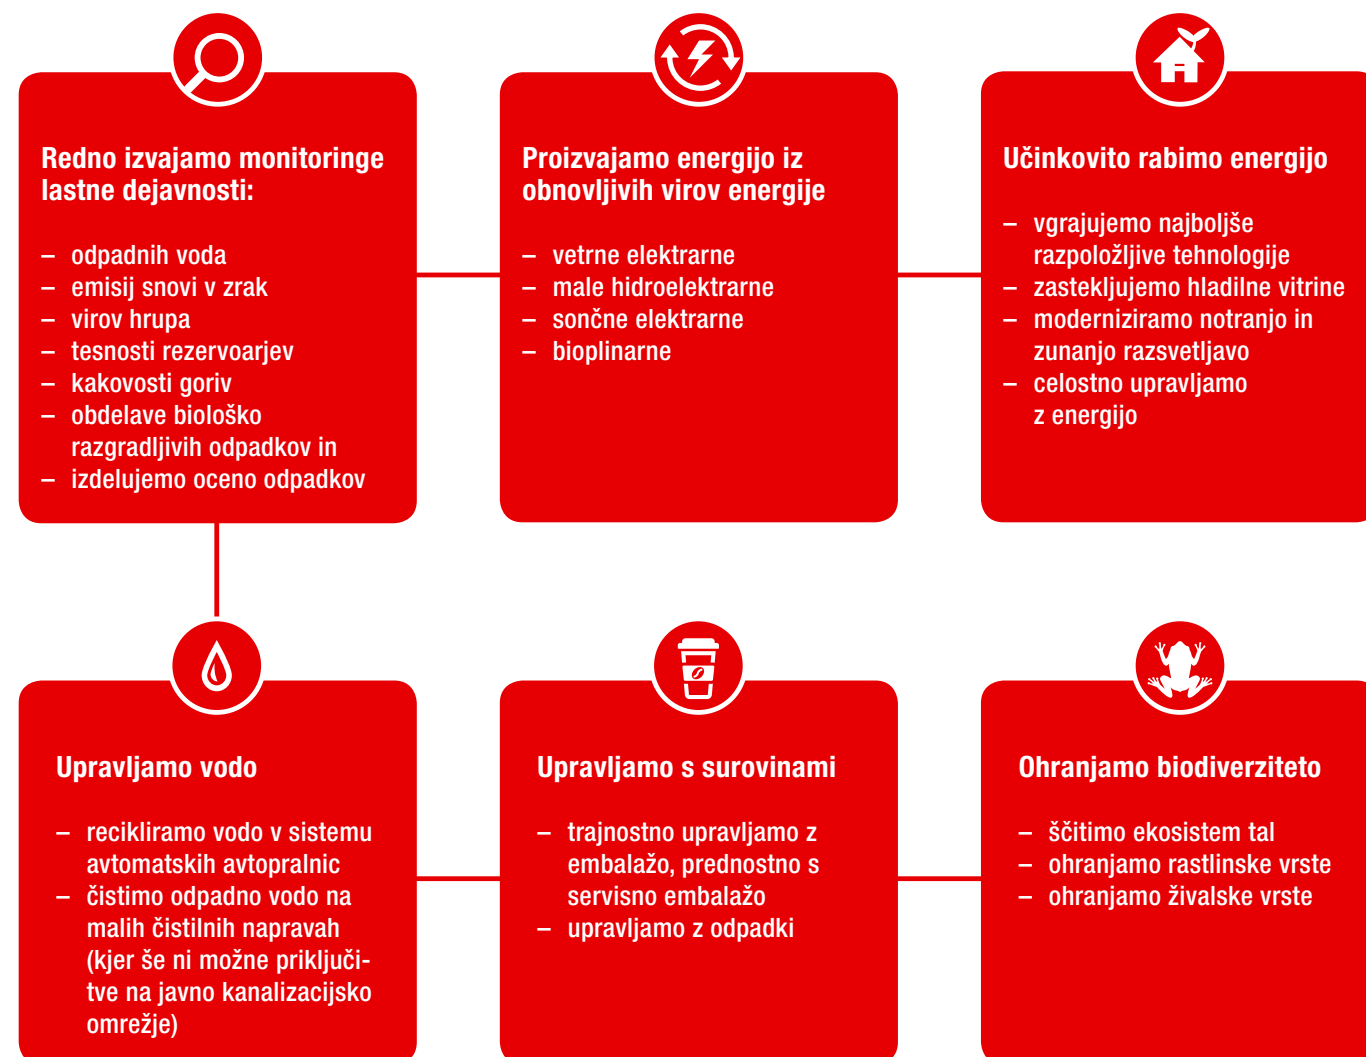 Redno izvajamo monitoringe
lastne dejavnosti:
– odpadnih voda
– emisij snovi v zrak
– virov hrupa
– tesnosti rezervoarjev
– kakovosti goriv
– obdelave biološko
razgradljivih odpadkov in
– izdelujemo oceno odpadkov
Proizvajamo energijo iz
obnovljivih virov energije
– vetrne elektrarne
– male hidroelektrarne
– sončne elektrarne
– bioplinarne
Učinkovito rabimo energijo
– vgrajujemo najboljše
razpoložljive tehnologije
– zastekljujemo hladilne vitrine
– moderniziramo notranjo in
zunanjo razsvetljavo
– celostno upravljamo
z energijo
Upravljamo vodo
– recikliramo vodo v sistemu
avtomatskih avtopralnic
– čistimo odpadno vodo na
malih čistilnih napravah
(kjer še ni možne priključi-
tve na javno kanalizacijsko
omrežje)
Upravljamo s surovinami
– trajnostno upravljamo z
embalažo, prednostno s
servisno embalažo
– upravljamo z odpadki
Ohranjamo biodiverziteto
– ščitimo ekosistem tal
– ohranjamo rastlinske vrste
– ohranjamo živalske vrste